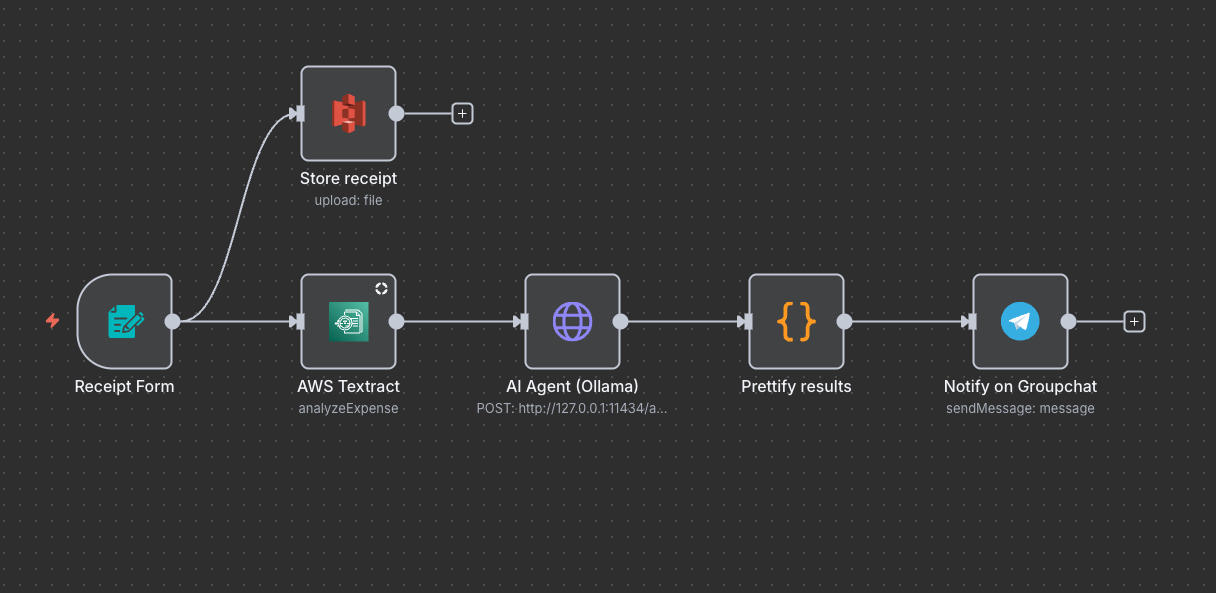 Store receipt
upload: file
Receipt Form
AWS Textract
analyzeExpense
AI Agent (Ollama)
POST: http://127.0.0.1:11434/a...
Prettify results
Notify on Groupchat
sendMessage: message